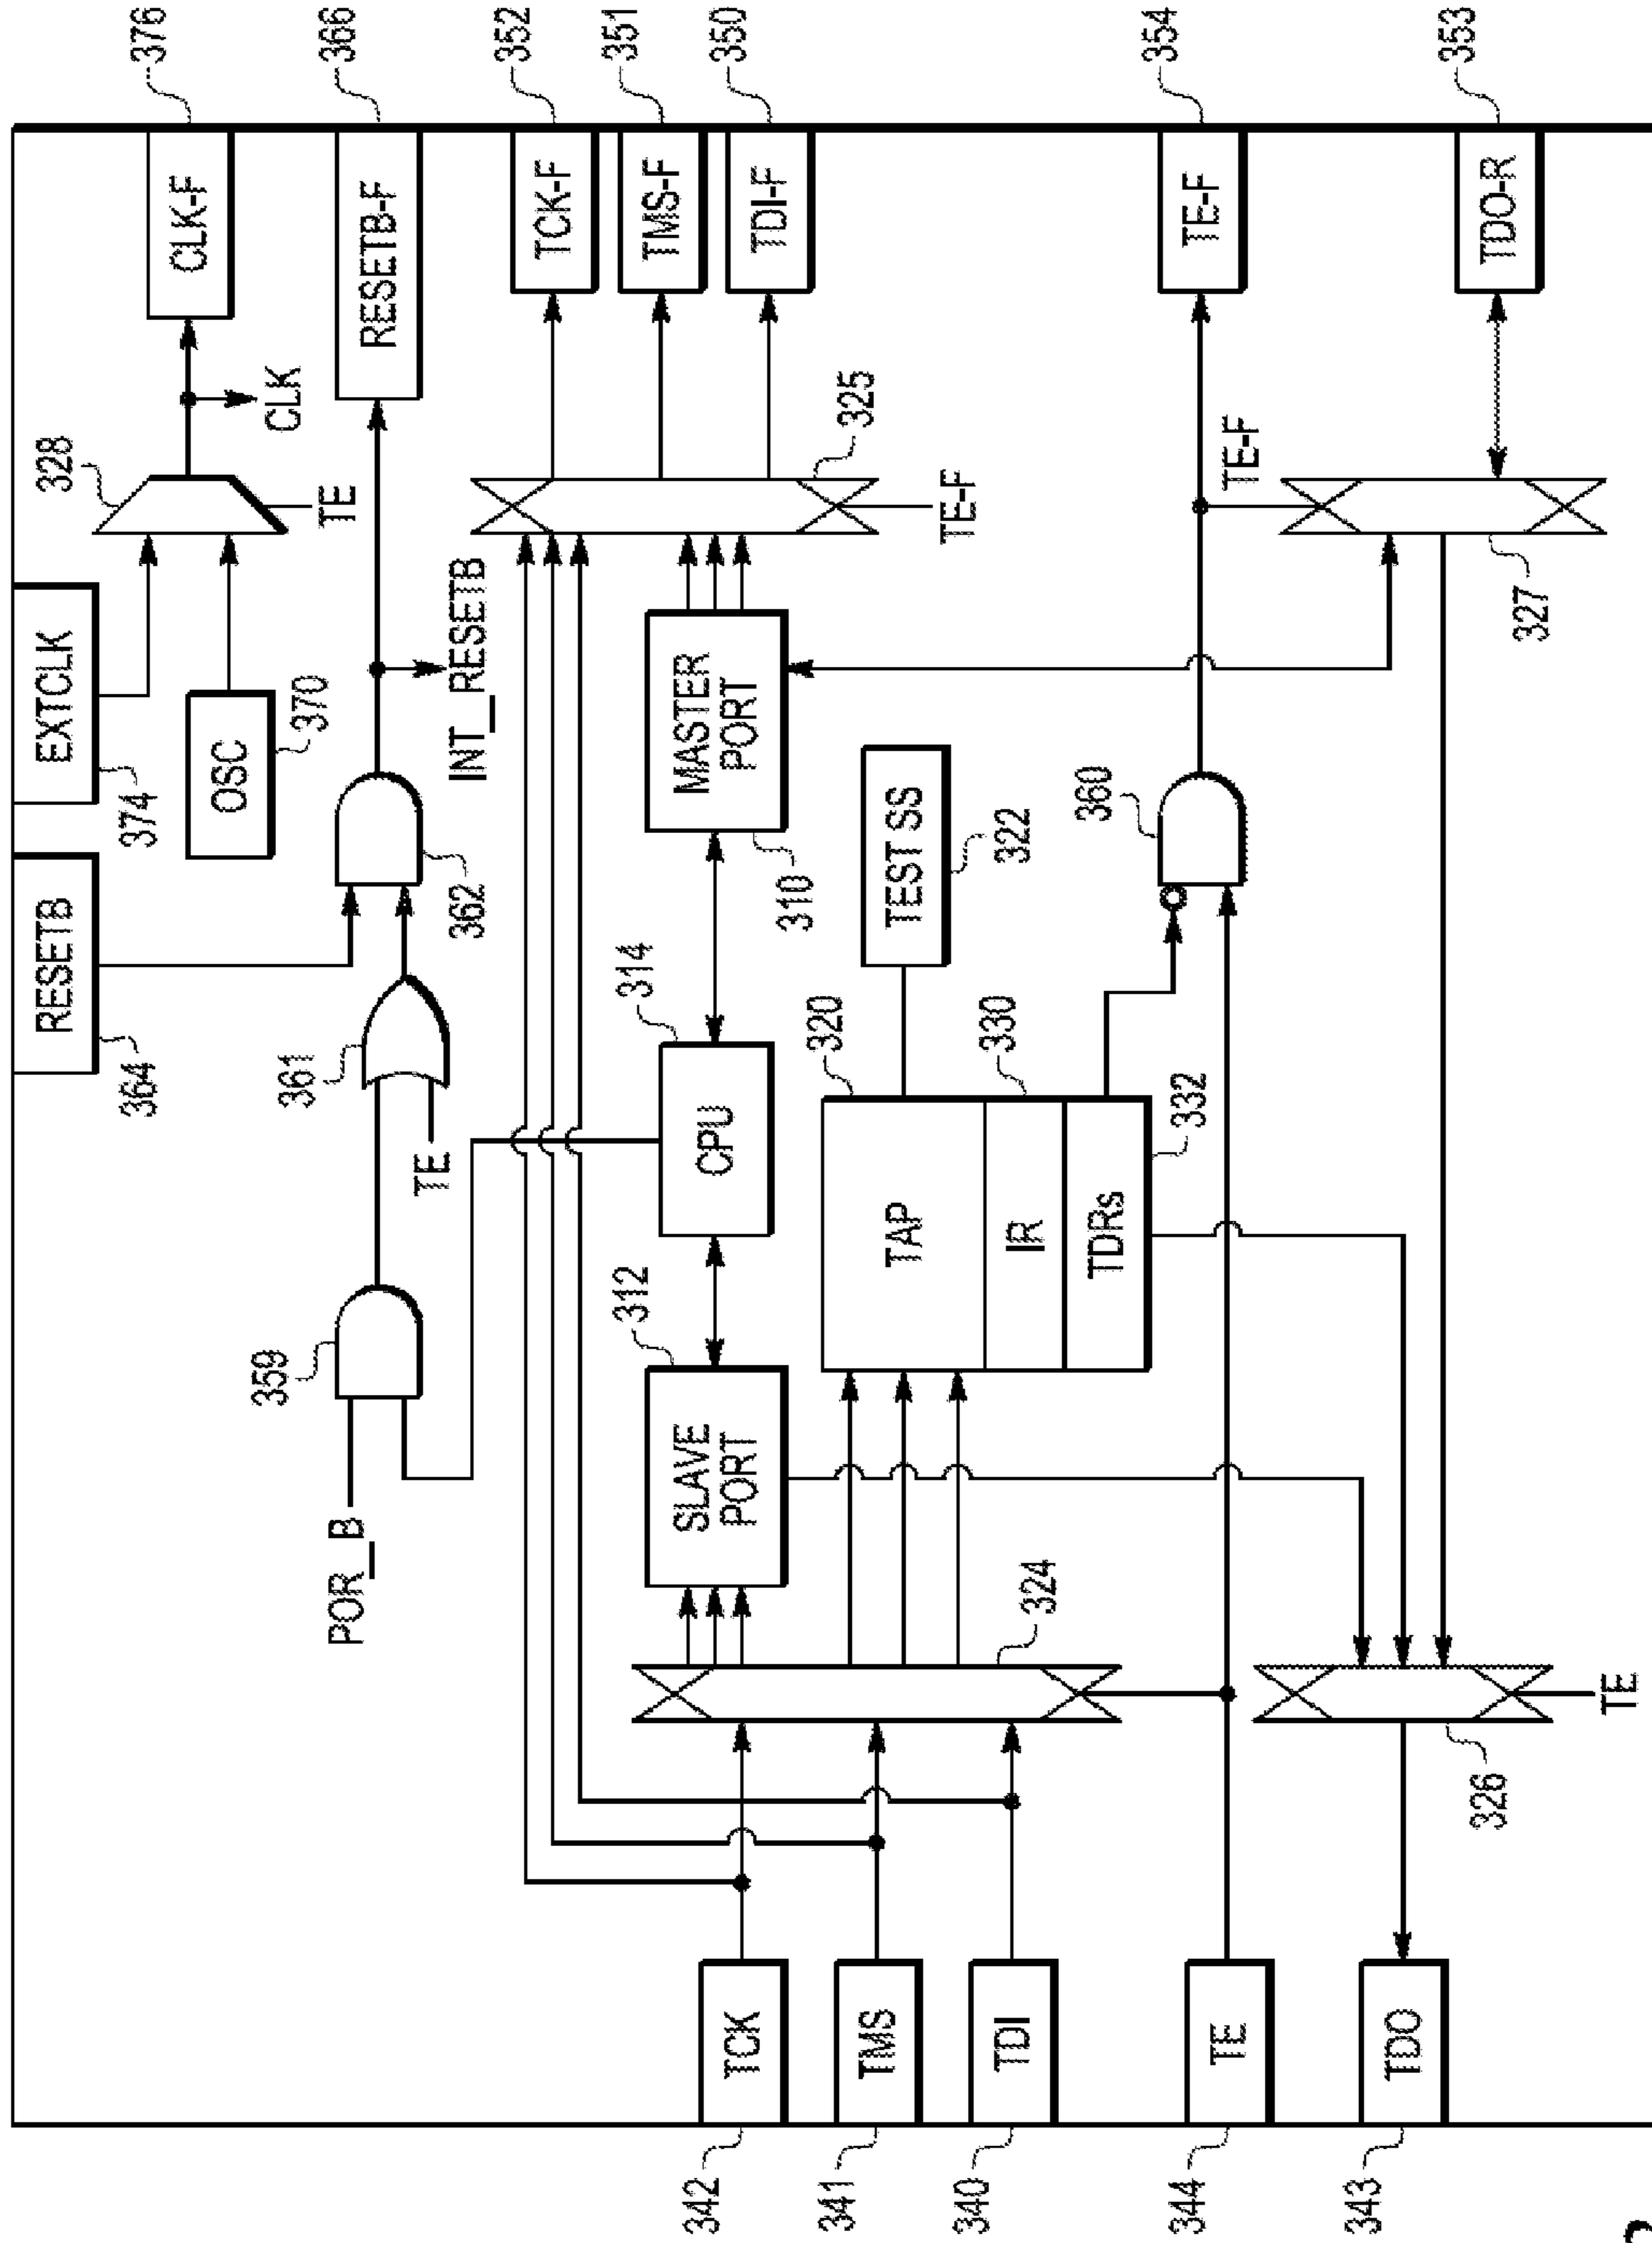 RESETB
364
EXTCLK
374
OSC
370
328
TE
CLK
CLK-F
376
POR_B
359
361
TE
362
INT_RESETB
RESETB-F
366
TCK-F
352
TMS-F
351
TDI-F
350
325
TE-F
SLAVE
PORT
312
CPU
314
MASTER
PORT
310
324
TAP
320
IR
330
TDRs
332
TEST SS
322
360
TE-F
354
TE-F
TDO-R
353
327
342
TCK
341
TMS
340
TDI
344
TE
343
TDO
326
TE